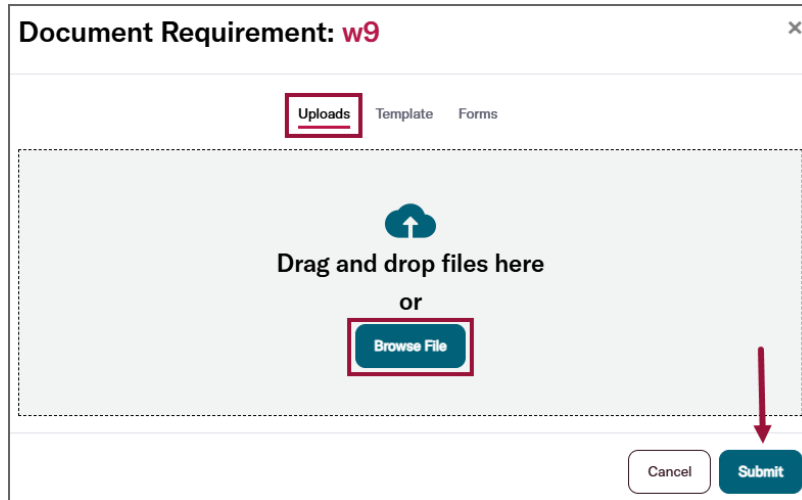 Document Requirement: w9
Uploads Template Forms
Drag and drop files here
or
Browse File
Cancel Submit